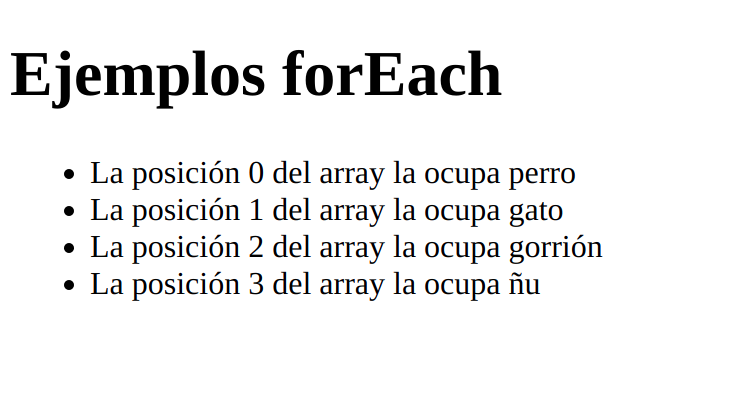 Ejemplos forEach
La posición 0 del array la ocupa perro
La posición 1 del array la ocupa gato
La posición 2 del array la ocupa gorrión
La posición 3 del array la ocupa ñu